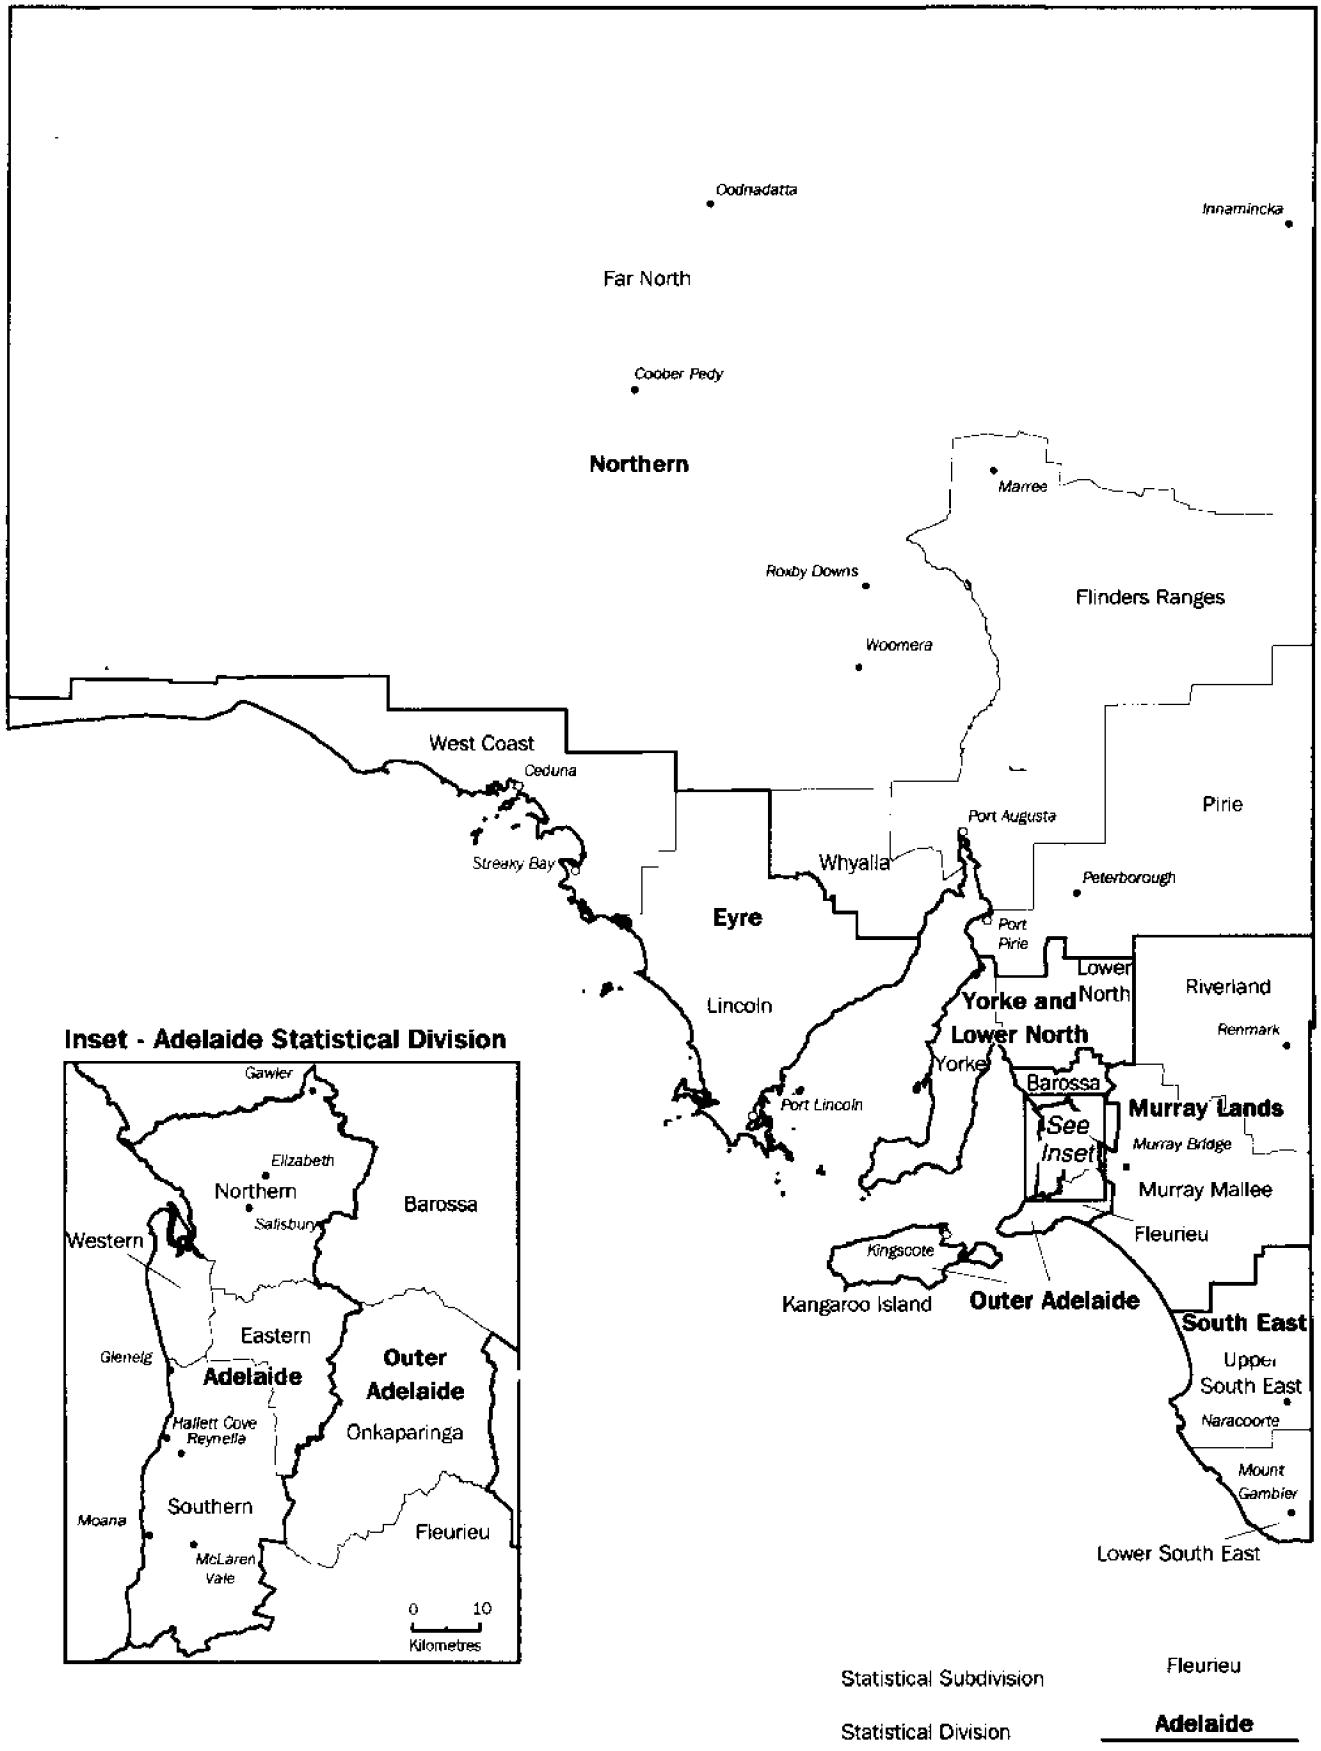 Oodnadatta
Innamincka
Far North
Coober Pedy
Northern
Marree
Roxby Downs
Flinders Ranges
Woomera
West Coast
Ceduna
Pirie
Port Augusta
Streaky Bay
Whyalla
Peterborough
Eyre
Port
Pirie
Lower
North
Riverland
Lincoln
Yorke and
Lower North
Renmark
Yorke
Barossa
Port Lincoln
Murray Lands
See
Inset
Murray Bridge
Murray Mallee
Fleurieu
Kingscote
Kangaroo Island
Outer Adelaide
South East
Upper
South East
Naracoorte
Mount
Gambier
Lower South East
Inset - Adelaide Statistical Division
Gawler
Elizabeth
Northern
Salisbury
Barossa
Western
Eastern
Glenelg
Adelaide
Outer
Adelaide
Hallett Cove
Reynella
Onkaparinga
Southern
Moana
Fleurieu
McLaren
Vale
0 10
Kilometres
Statistical Subdivision Fleurieu
Statistical Division Adelaide